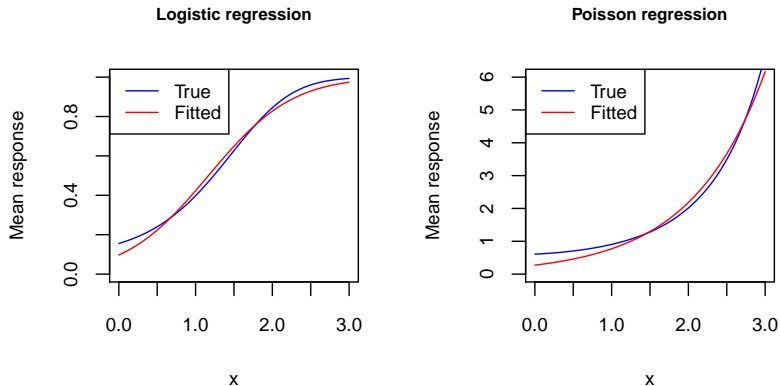 Logistic regression
True
Fitted
Mean response
0.0 0.4 0.8
0.0 1.0 2.0 3.0
x
Poisson regression
True
Fitted
Mean response
0 1 2 3 4 5 6
0.0 1.0 2.0 3.0
x